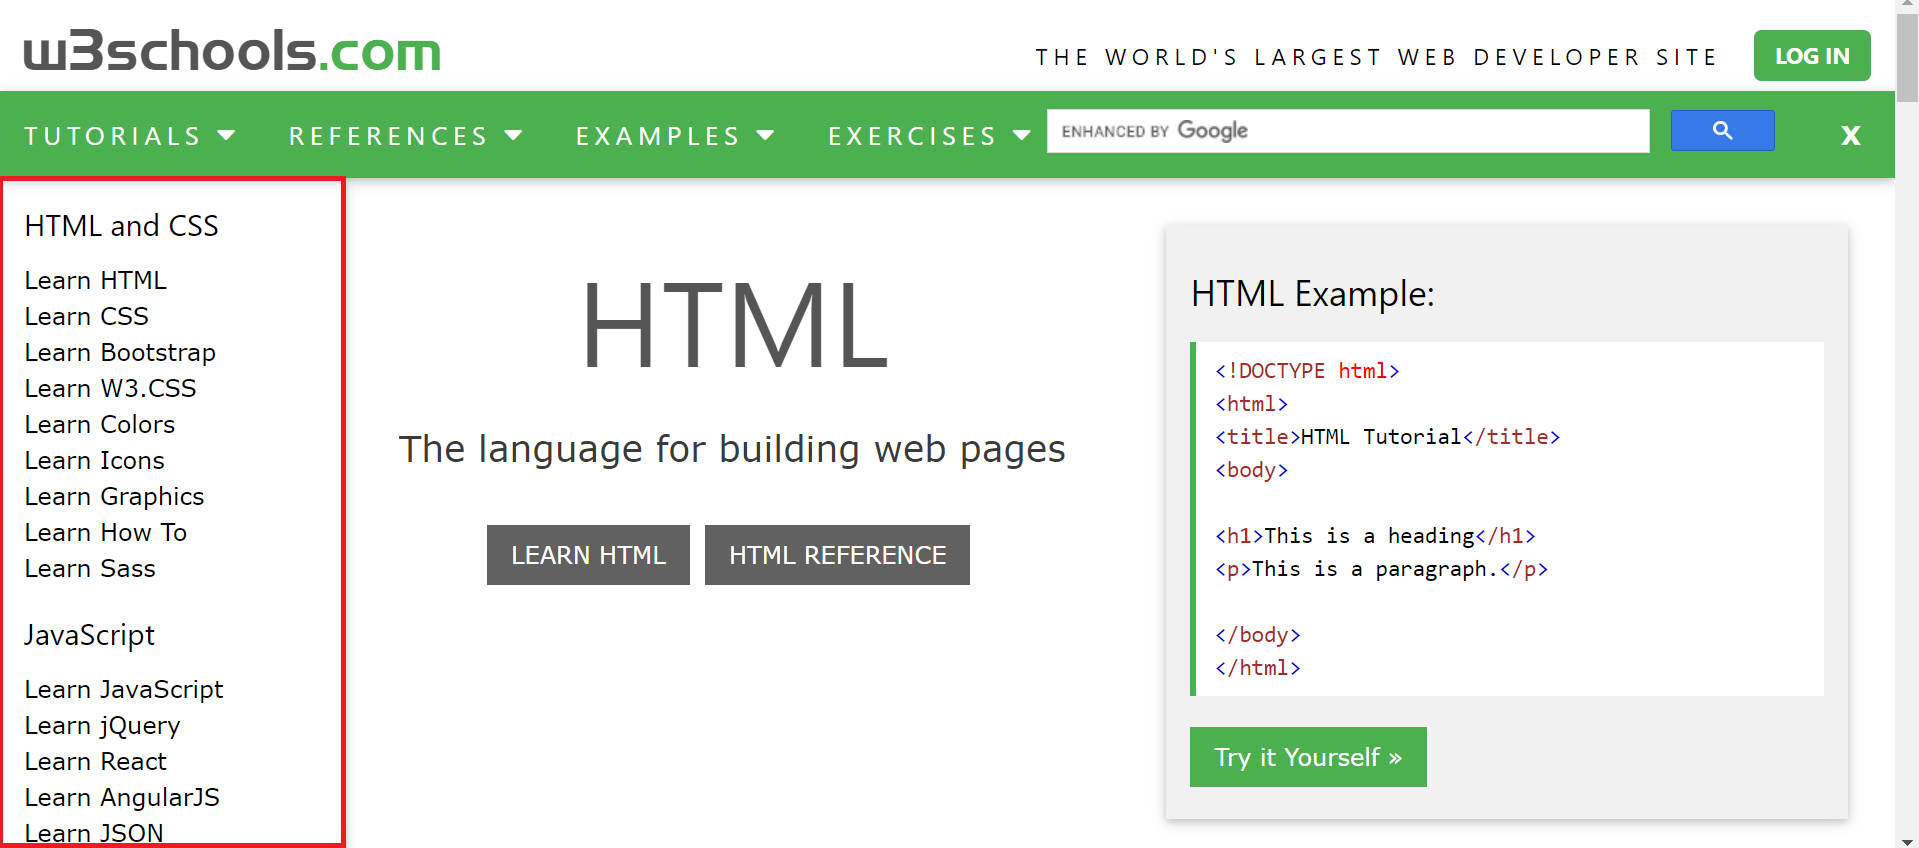 w3schools.com
THE WORLD'S LARGEST WEB DEVELOPER SITE
LOG IN
TUTORIALS
REFERENCES
EXAMPLES
EXERCISES
ENHANCED BY Google
X
HTML and CSS
Learn HTML
Learn CSS
Learn Bootstrap
Learn W3.CSS
Learn Colors
Learn Icons
Learn Graphics
Learn How To
Learn Sass
JavaScript
Learn JavaScript
Learn jQuery
Learn React
Learn AngularJS
Learn JSON
HTML
The language for building web pages
LEARN HTML
HTML REFERENCE
HTML Example:
<!DOCTYPE html>
<html>
<title>HTML Tutorial</title>
<body>
<h1>This is a heading</h1>
<p>This is a paragraph.</p>
</body>
</html>
Try it Yourself »